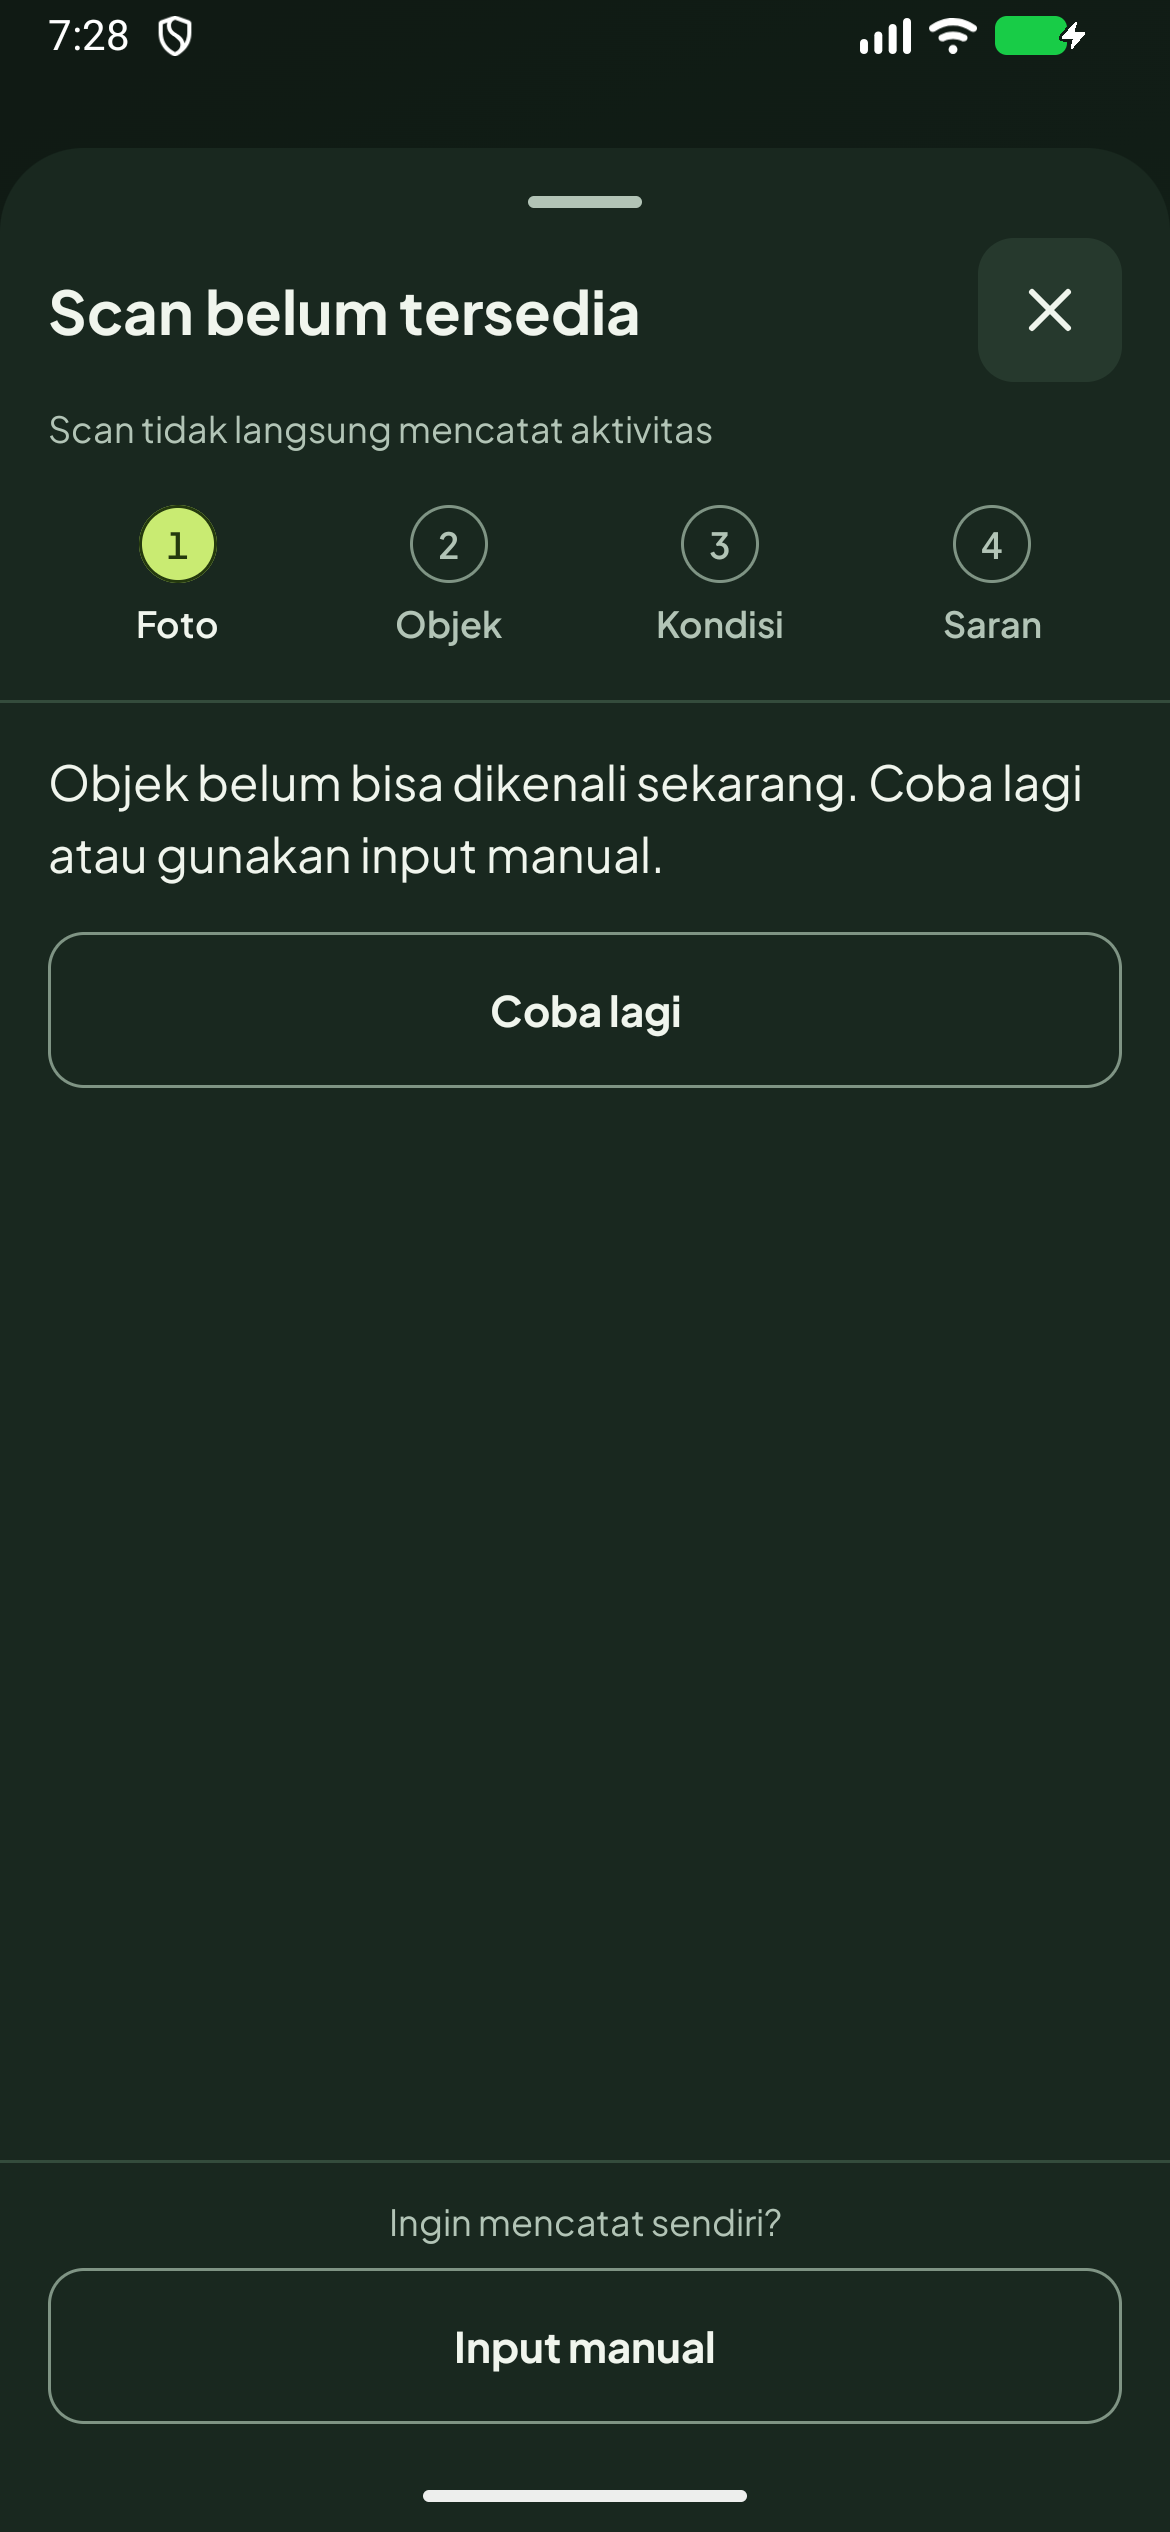 7:28
Scan belum tersedia
Scan tidak langsung mencatat aktivitas
1 2 3 4
Foto Objek Kondisi Saran
Objek belum bisa dikenali sekarang. Coba lagi
atau gunakan input manual.
Coba lagi
Ingin mencatat sendiri?
Input manual